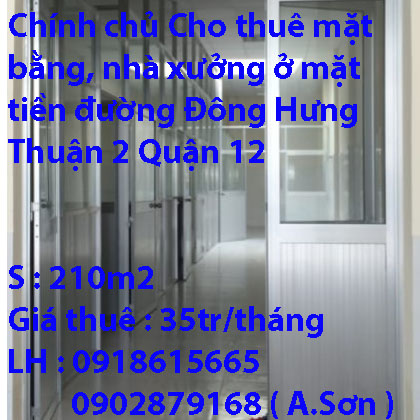 Chính chủ Cho thuê mặt
bằng, nhà xưởng ở mặt
tiền đường Đông Hưng
Thuận 2 Quận 12
S : 210m2
Giá thuê : 35tr/tháng
LH : 0918615665
0902879168 ( A.Sơn )